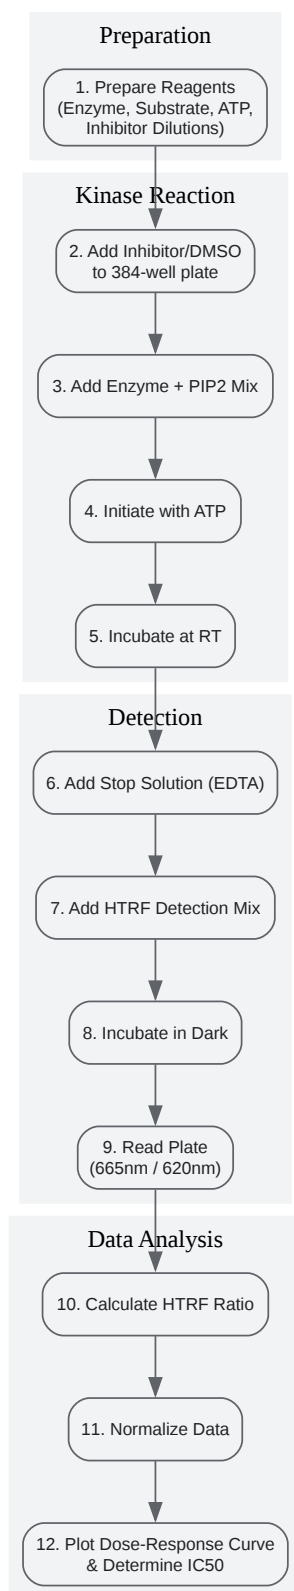 Preparation
1. Prepare Reagents
(Enzyme, Substrate, ATP,
Inhibitor Dilutions)
Kinase Reaction
2. Add Inhibitor/DMSO
to 384-well plate
3. Add Enzyme + PIP2 Mix
4. Initiate with ATP
5. Incubate at RT
Detection
6. Add Stop Solution (EDTA)
7. Add HTRF Detection Mix
8. Incubate in Dark
9. Read Plate
(665nm / 620nm)
Data Analysis
10. Calculate HTRF Ratio
11. Normalize Data
12. Plot Dose-Response Curve
& Determine IC50